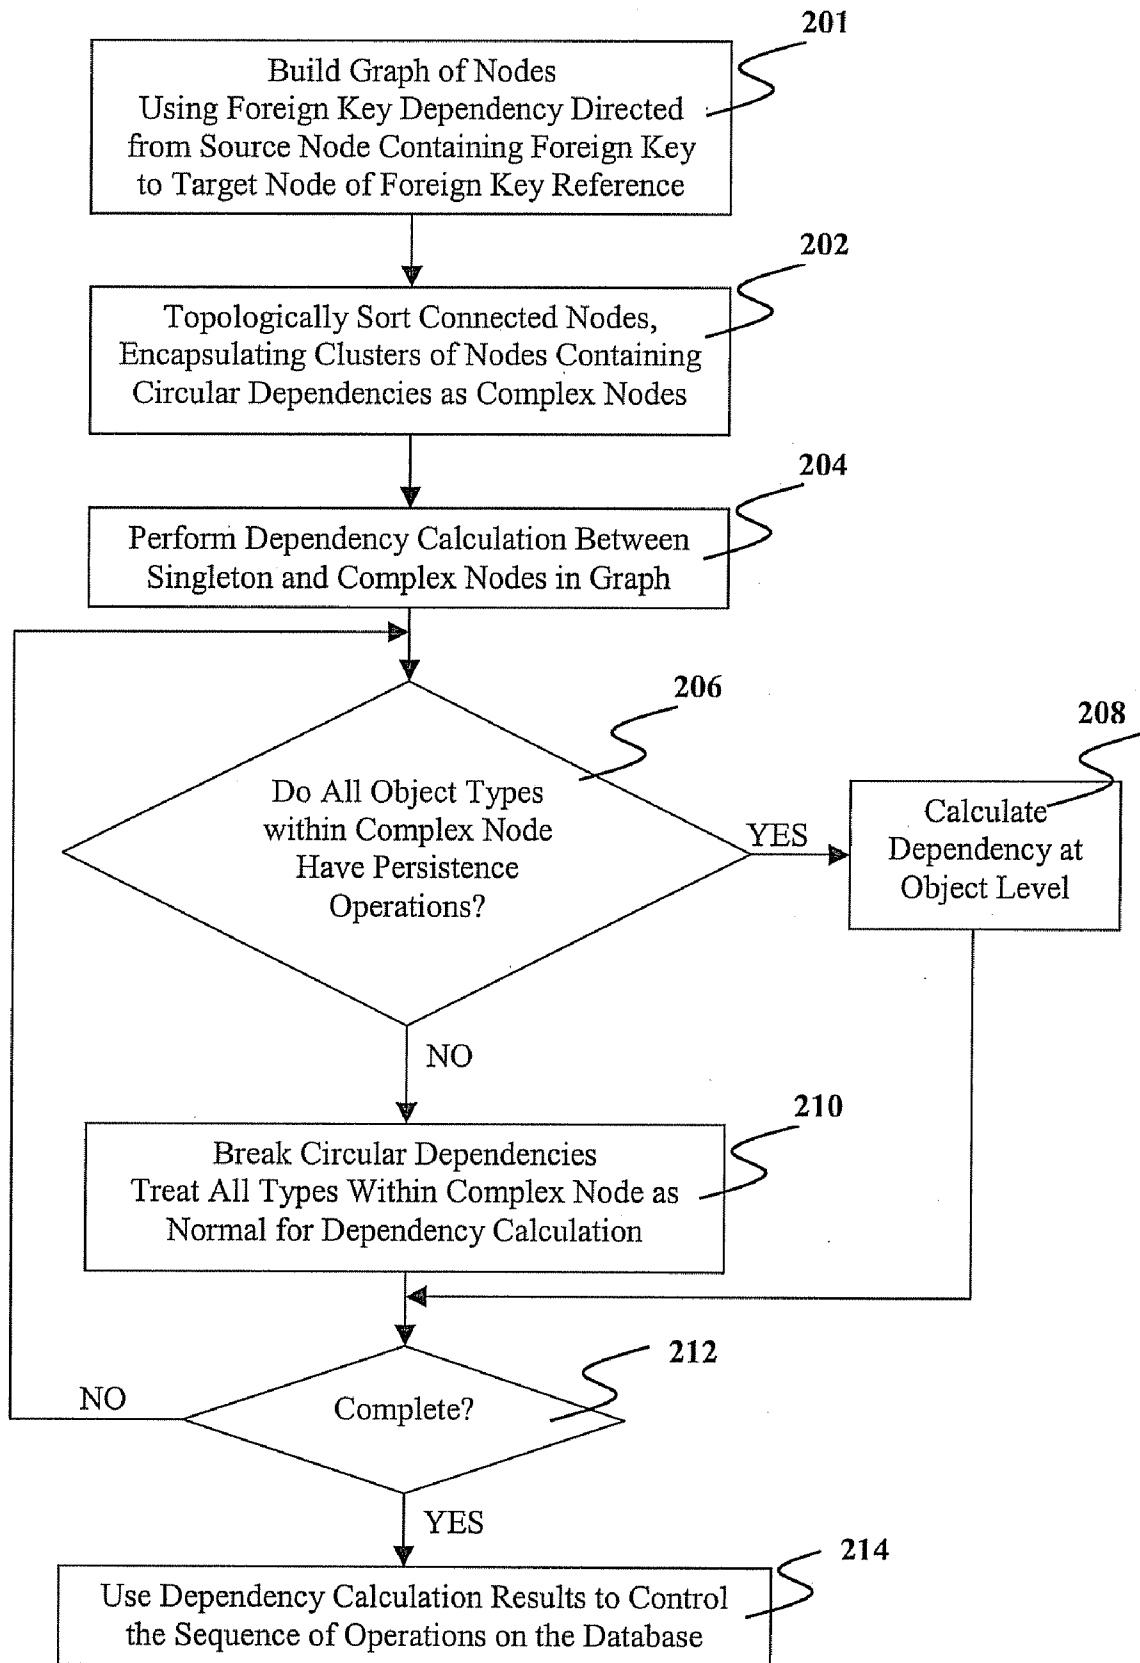 201
Build Graph of Nodes
Using Foreign Key Dependency Directed
from Source Node Containing Foreign Key
to Target Node of Foreign Key Reference
202
Topologically Sort Connected Nodes,
Encapsulating Clusters of Nodes Containing
Circular Dependencies as Complex Nodes
204
Perform Dependency Calculation Between
Singleton and Complex Nodes in Graph
206
Do All Object Types
within Complex Node
Have Persistence
Operations?
YES
208
Calculate
Dependency at
Object Level
NO
210
Break Circular Dependencies
Treat All Types Within Complex Node as
Normal for Dependency Calculation
212
Complete?
NO
YES
214
Use Dependency Calculation Results to Control
the Sequence of Operations on the Database